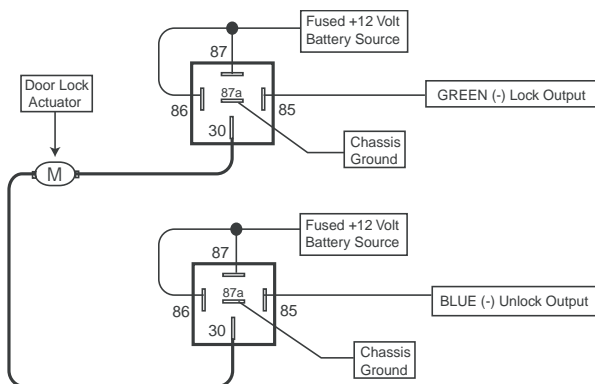 Fused +12 Volt
Battery Source
87
Door Lock
Actuator
87a
86
85
GREEN (-) Lock Output
30
Chassis
Ground
M
Fused +12 Volt
Battery Source
87
87a
86
85
BLUE (-) Unlock Output
30
Chassis
Ground